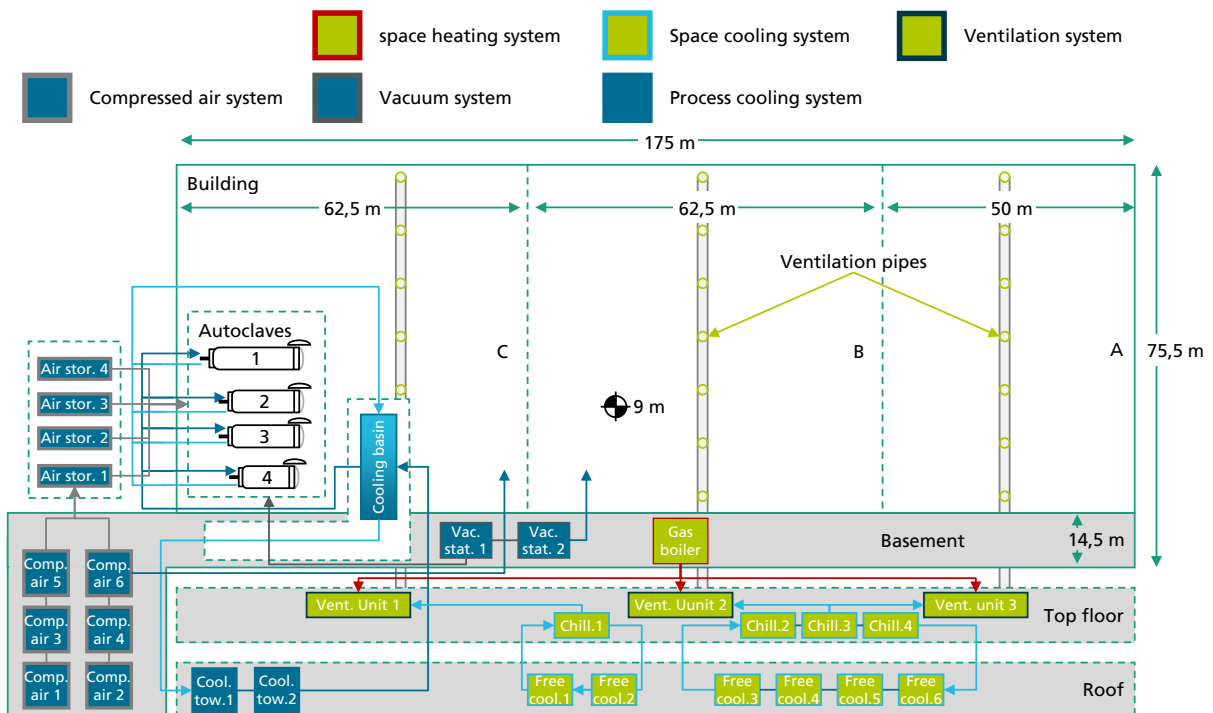 space heating system
Space cooling system
Ventilation system
Compressed air system
Vacuum system
Process cooling system
175 m
Building
62,5 m
62,5 m
50 m
Ventilation pipes
Autoclaves
1
2
3
4
C
B
A
75,5 m
9 m
Air stor. 4
Air stor. 3
Air stor. 2
Air stor. 1
Cooling basin
Vac.
stat. 1
Vac.
stat. 2
Gas
boiler
Basement
14,5 m
Comp.
air 5
Comp.
air 6
Comp.
air 3
Comp.
air 4
Comp.
air 1
Comp.
air 2
Vent. Unit 1
Vent. Uunit 2
Vent. unit 3
Top floor
Chill.1
Chill.2
Chill.3
Chill.4
Cool.
tow.1
Cool.
tow.2
Free
cool.1
Free
cool.2
Free
cool.3
Free
cool.4
Free
cool.5
Free
cool.6
Roof